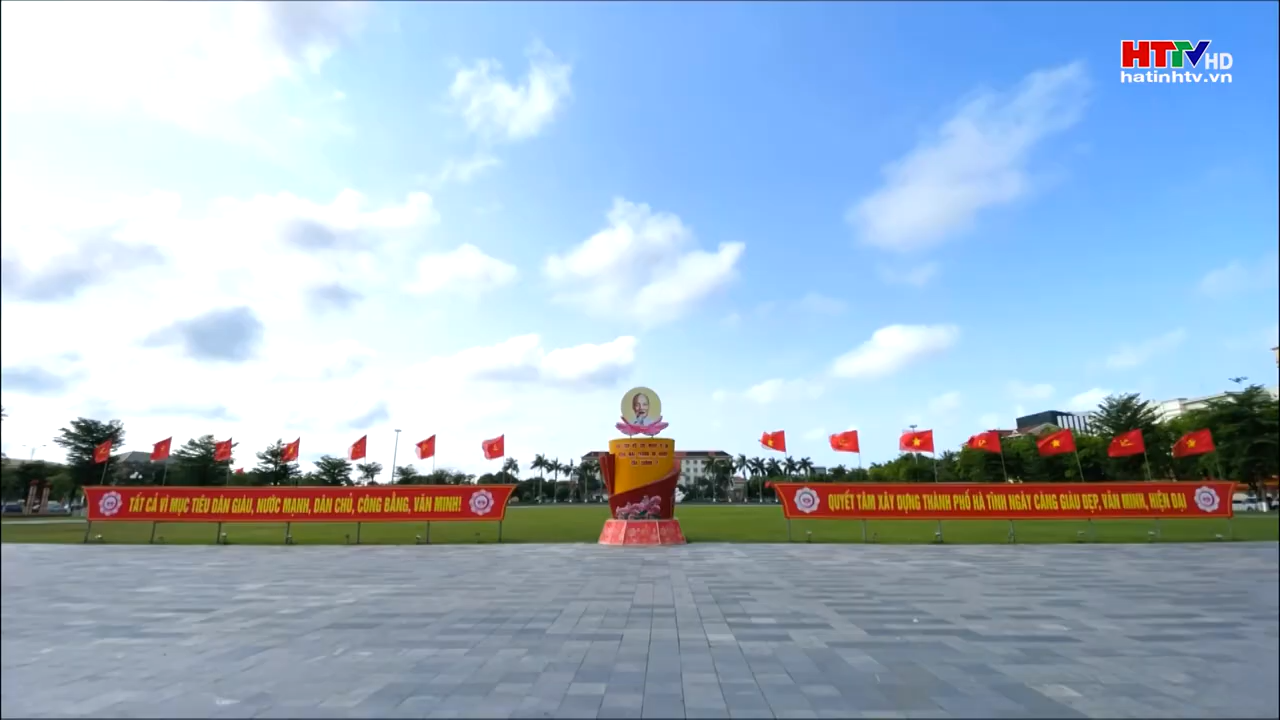 HTTV HD
hatinhtv.vn
TẤT CẢ VÌ MỤC TIÊU DÂN GIÀU, NƯỚC MẠNH, DÂN CHỦ, CÔNG BẰNG, VĂN MINH!
QUYẾT TÂM XÂY DỰNG THÀNH PHỐ HÀ TĨNH NGÀY CÀNG GIÀU ĐẸP, VĂN MINH, HIỆN ĐẠI